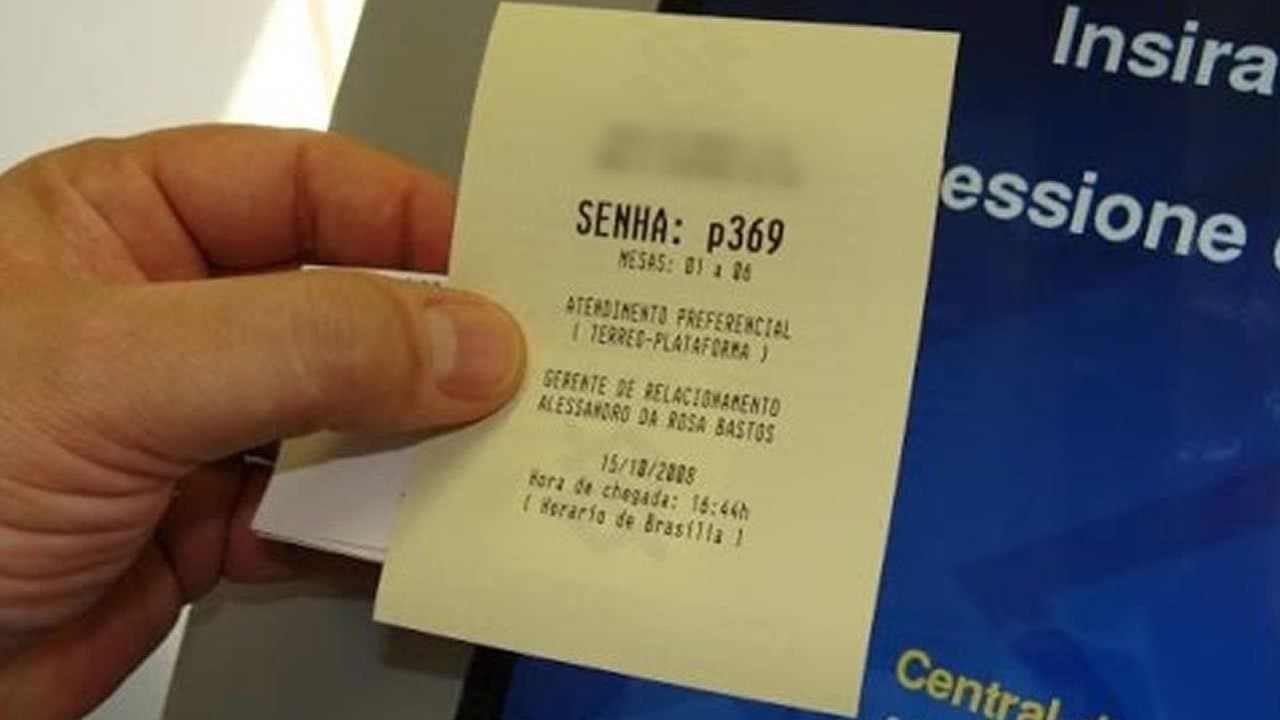 SENHA: p369
MESAS: 01 a 06
ATENDIMENTO PREFERENCIAL
( TERREO-PLATAFORMA )
GERENTE DE RELACIONAMENTO
ALESSANDRO DA ROSA BASTOS
15/10/2008
Hora de chegada: 16:44h
( Horario de Brasília )
Insira
essione
Central